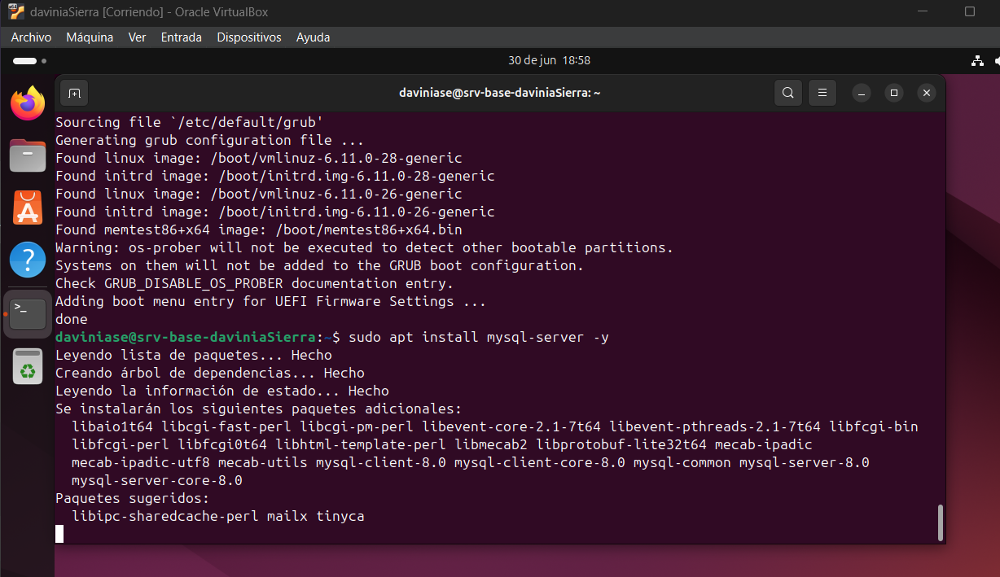 daviniaSierra [Corriendo] - Oracle VirtualBox
Archivo Máquina Ver Entrada Dispositivos Ayuda
30 de jun 18:58
daviniase@srv-base-daviniaSierra: ~
Sourcing file `/etc/default/grub'
Generating grub configuration file ...
Found linux image: /boot/vmlinuz-6.11.0-28-generic
Found initrd image: /boot/initrd.img-6.11.0-28-generic
Found linux image: /boot/vmlinuz-6.11.0-26-generic
Found initrd image: /boot/initrd.img-6.11.0-26-generic
Found memtest86+x64 image: /boot/memtest86+x64.bin
Warning: os-prober will not be executed to detect other bootable partitions.
Systems on them will not be added to the GRUB boot configuration.
Check GRUB_DISABLE_OS_PROBER documentation entry.
Adding boot menu entry for UEFI Firmware Settings ...
done
daviniase@srv-base-daviniaSierra:~$ sudo apt install mysql-server -y
Leyendo lista de paquetes... Hecho
Creando árbol de dependencias... Hecho
Leyendo la información de estado... Hecho
Se instalarán los siguientes paquetes adicionales:
libaio1t64 libcgi-fast-perl libcgi-pm-perl libevent-core-2.1-7t64 libevent-pthreads-2.1-7t64 libfcgi-bin
libfcgi-perl libfcgi0t64 libhtml-template-perl libmecab2 libprotobuf-lite32t64 mecab-ipadic
mecab-ipadic-utf8 mecab-utils mysql-client-8.0 mysql-client-core-8.0 mysql-common mysql-server-8.0
mysql-server-core-8.0
Paquetes sugeridos:
libipc-sharedcache-perl mailx tinyca